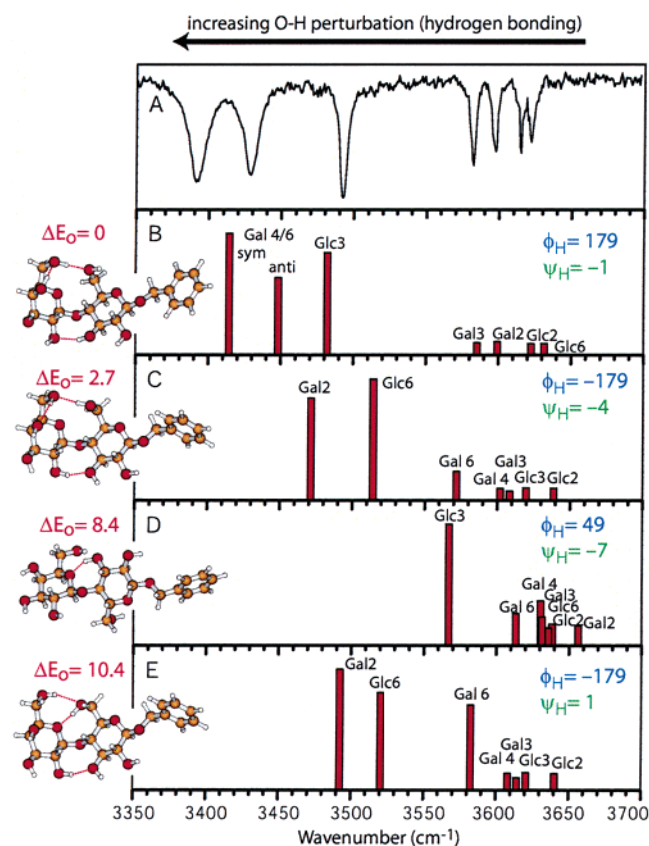 increasing O-H perturbation (hydrogen bonding)
A
ΔE₀= 0
B
Gal 4/6
sym
anti
Glc3
Gal3
Gal2
Glc2
Glc6
ϕH= 179
ψH= −1
ΔE₀= 2.7
C
Gal2
Glc6
Gal 6
Gal3
Gal 4
Glc3
Glc2
ϕH= −179
ψH= −4
ΔE₀= 8.4
D
Glc3
Gal 4
Gal3
Gal 6
Glc6
Glc2
Gal2
ϕH= 49
ψH= −7
ΔE₀= 10.4
E
Gal2
Glc6
Gal 6
Gal3
Gal 4
Glc3
Glc2
ϕH= −179
ψH= 1
3350 3400 3450 3500 3550 3600 3650 3700
Wavenumber (cm⁻¹)